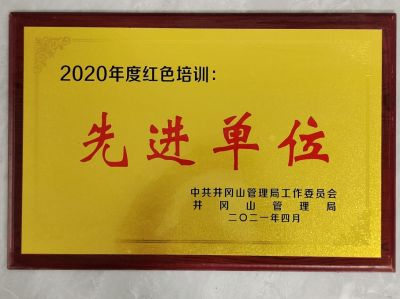 2020年度红色培训:
先进单位
中共井冈山管理局工作委员会
井冈山管理局
二〇二一年四月